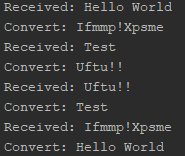 Received: Hello World
Convert: Ifmmp!Xpsme
Received: Test
Convert: Uftu!!
Received: Uftu!!
Convert: Test
Received: Ifmmp!Xpsme
Convert: Hello World